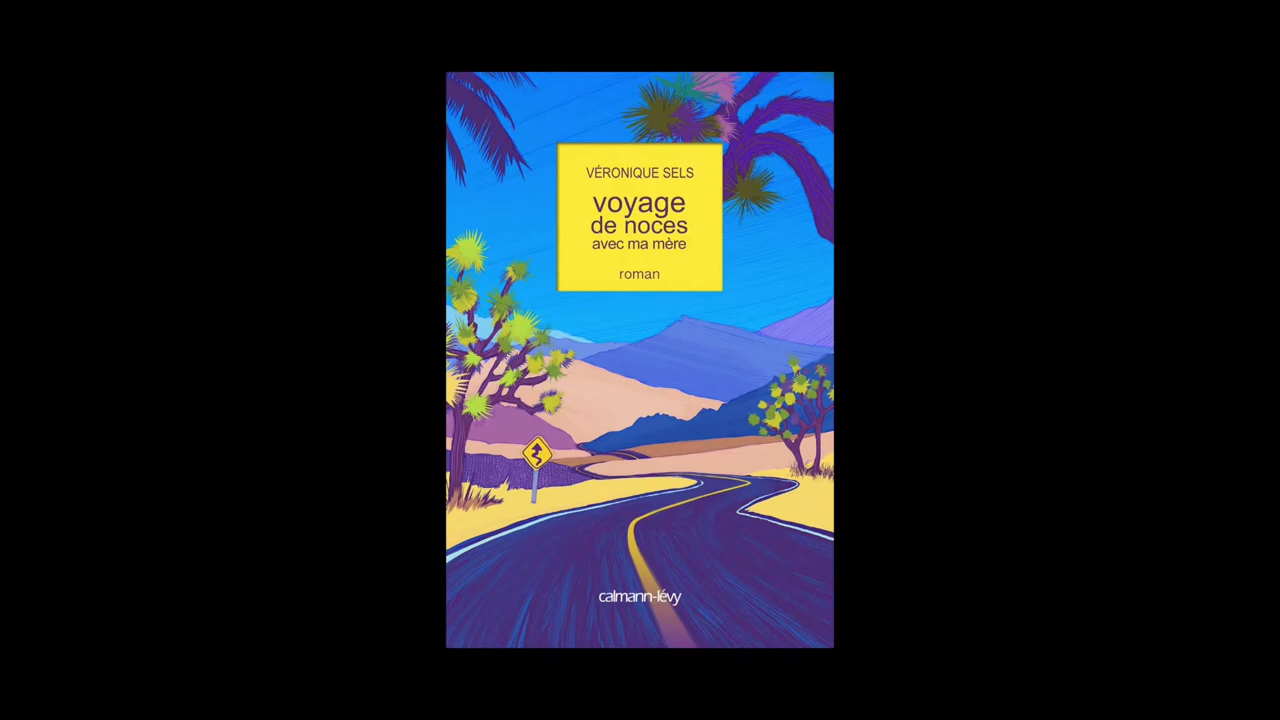 VÉRONIQUE SELS
voyage
de noces
avec ma mère
roman
calmann-lévy